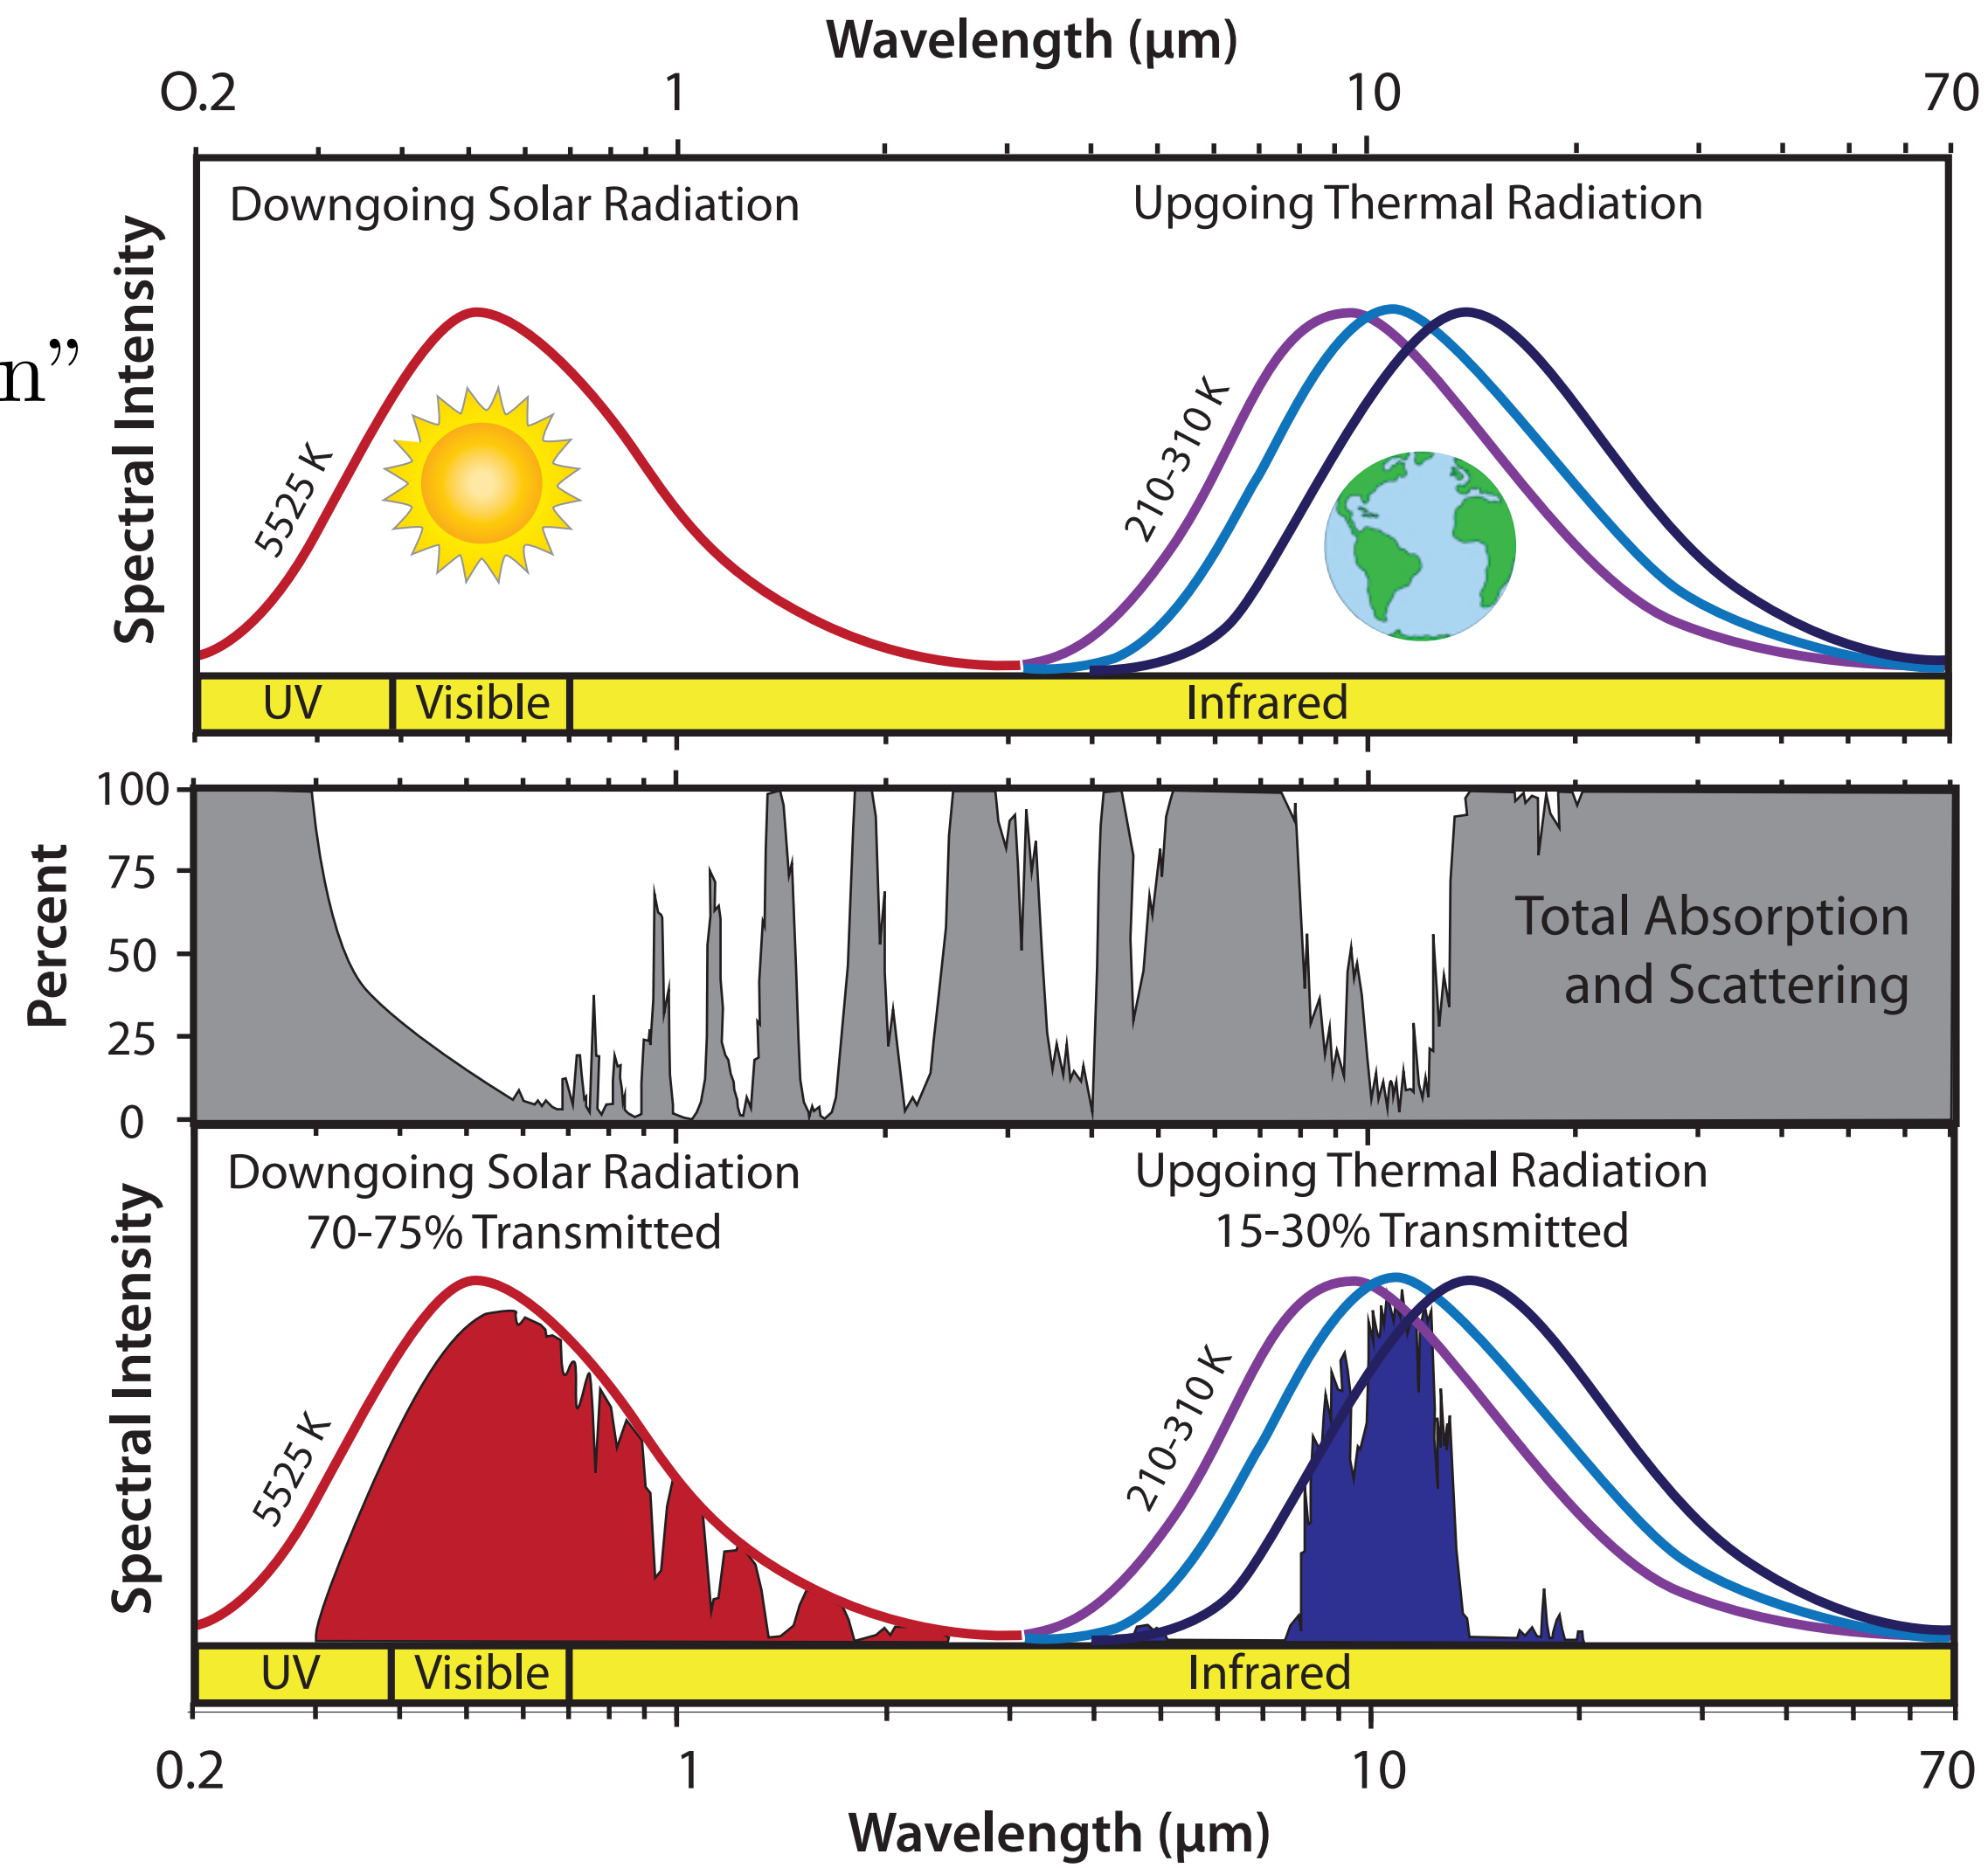 Wavelength (µm)
O.2 1 10 70
Downgoing Solar Radiation
Upgoing Thermal Radiation
Spectral Intensity
n”
5525 K
210-310 K
UV Visible Infrared
100
75
50
25
0
Percent
Total Absorption
and Scattering
Downgoing Solar Radiation
70-75% Transmitted
Upgoing Thermal Radiation
15-30% Transmitted
Spectral Intensity
5525 K
210-310 K
UV Visible Infrared
0.2 1 10 70
Wavelength (µm)